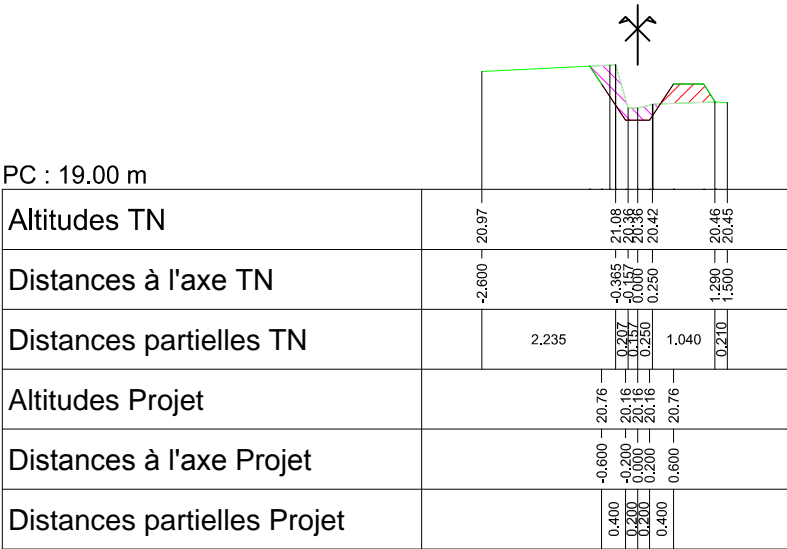 PC : 19.00 m
Altitudes TN 20.97 21.08 20.36 20.36 20.42 20.46 20.45
Distances à l'axe TN -2.600 -0.365 -0.157 0.000 0.250 1.290 1.500
Distances partielles TN 2.235 0.207 0.157 0.250 1.040 0.210
Altitudes Projet 20.76 20.16 20.16 20.16 20.76
Distances à l'axe Projet -0.600 -0.200 0.000 0.200 0.600
Distances partielles Projet 0.400 0.200 0.200 0.400